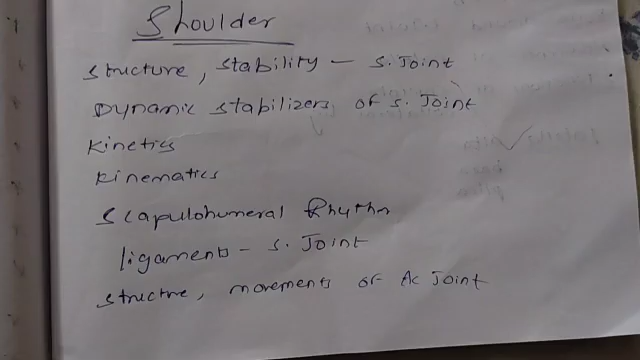 Shoulder
structure, stability - s. Joint
Dynamic stabilizers of s. Joint
Kinetics
Kinematics
Scapulohumeral Rhythm
ligaments - s. Joint
structre, movements of Ac Joint